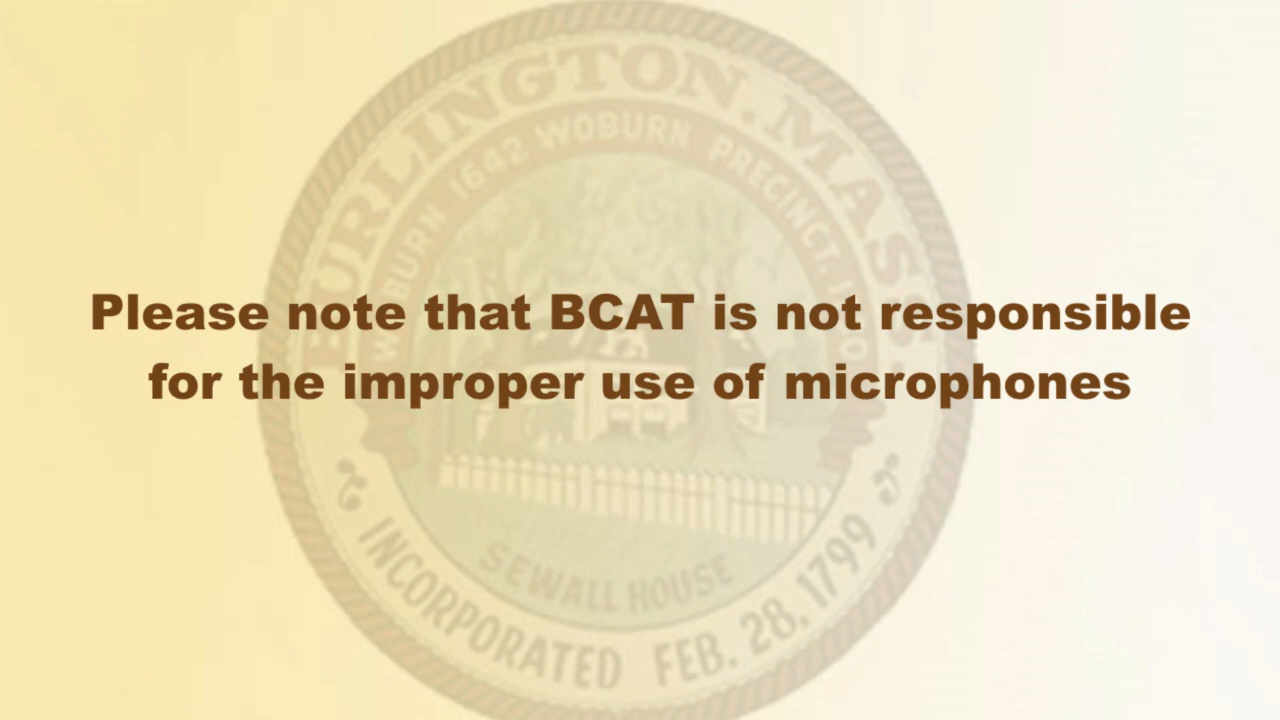 BURLINGTON. MASS.
WOBURN 1642 WOBURN PRECINCT. 1730
Please note that BCAT is not responsible
for the improper use of microphones
SEWALL HOUSE
INCORPORATED FEB. 28. 1799